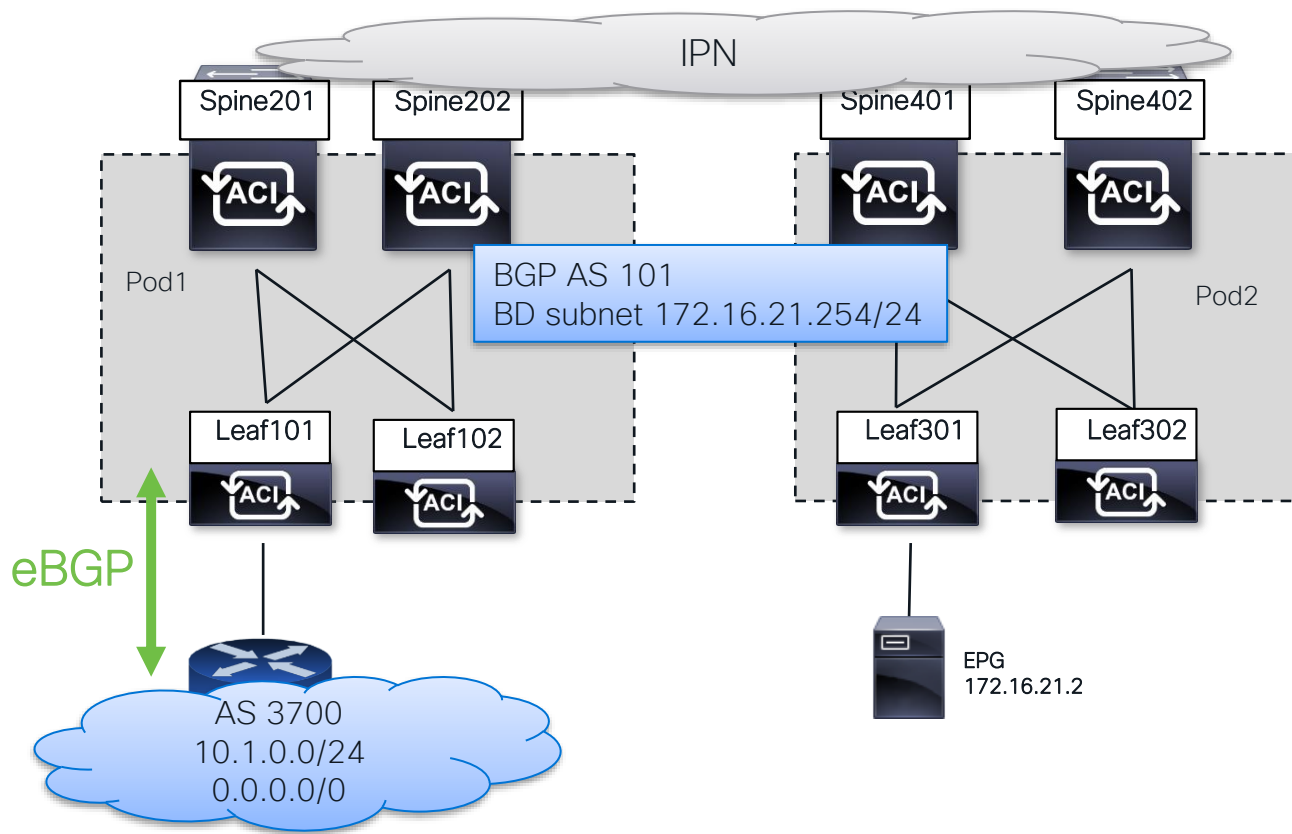 IPN
Spine201
Spine202
Spine401
Spine402
ACI
ACI
ACI
ACI
Pod1
BGP AS 101
BD subnet 172.16.21.254/24
Pod2
Leaf101
Leaf102
Leaf301
Leaf302
ACI
ACI
ACI
ACI
eBGP
EPG
172.16.21.2
AS 3700
10.1.0.0/24
0.0.0.0/0